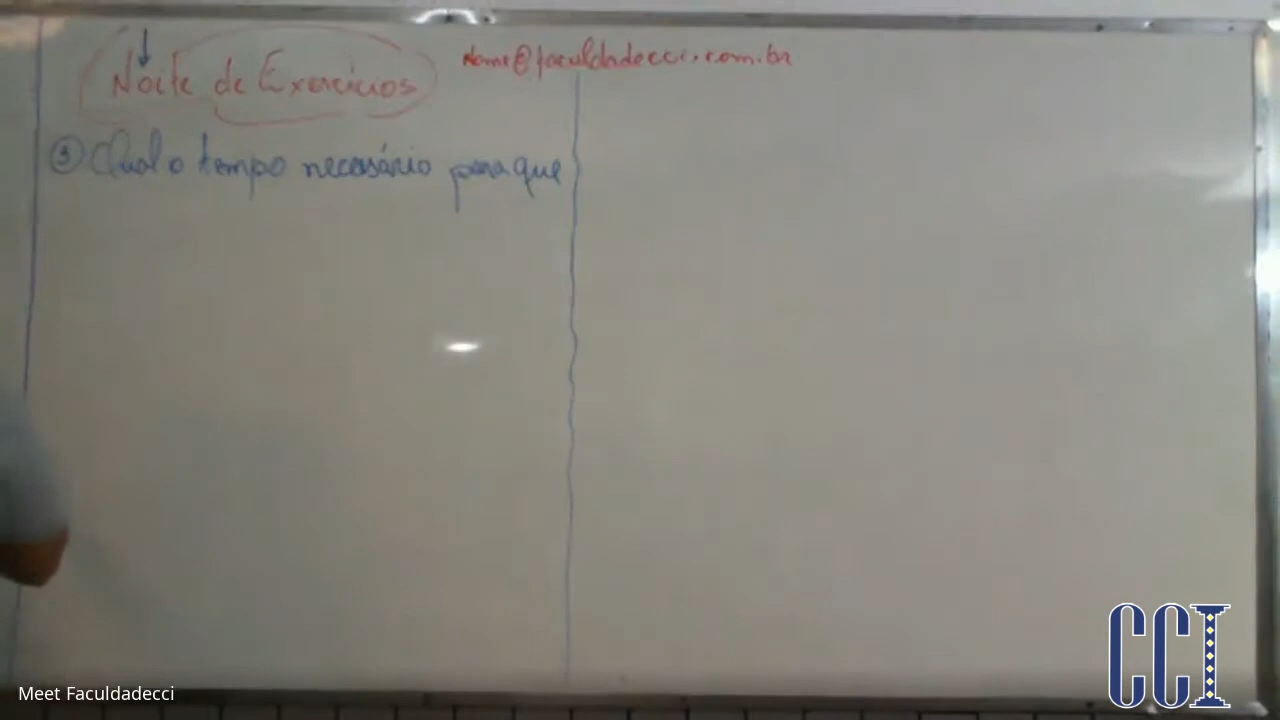 Noite de Exercícios
nome@faculdadecci.com.br
③ Qual o tempo necessário para que
CCI
Meet Faculdadecci